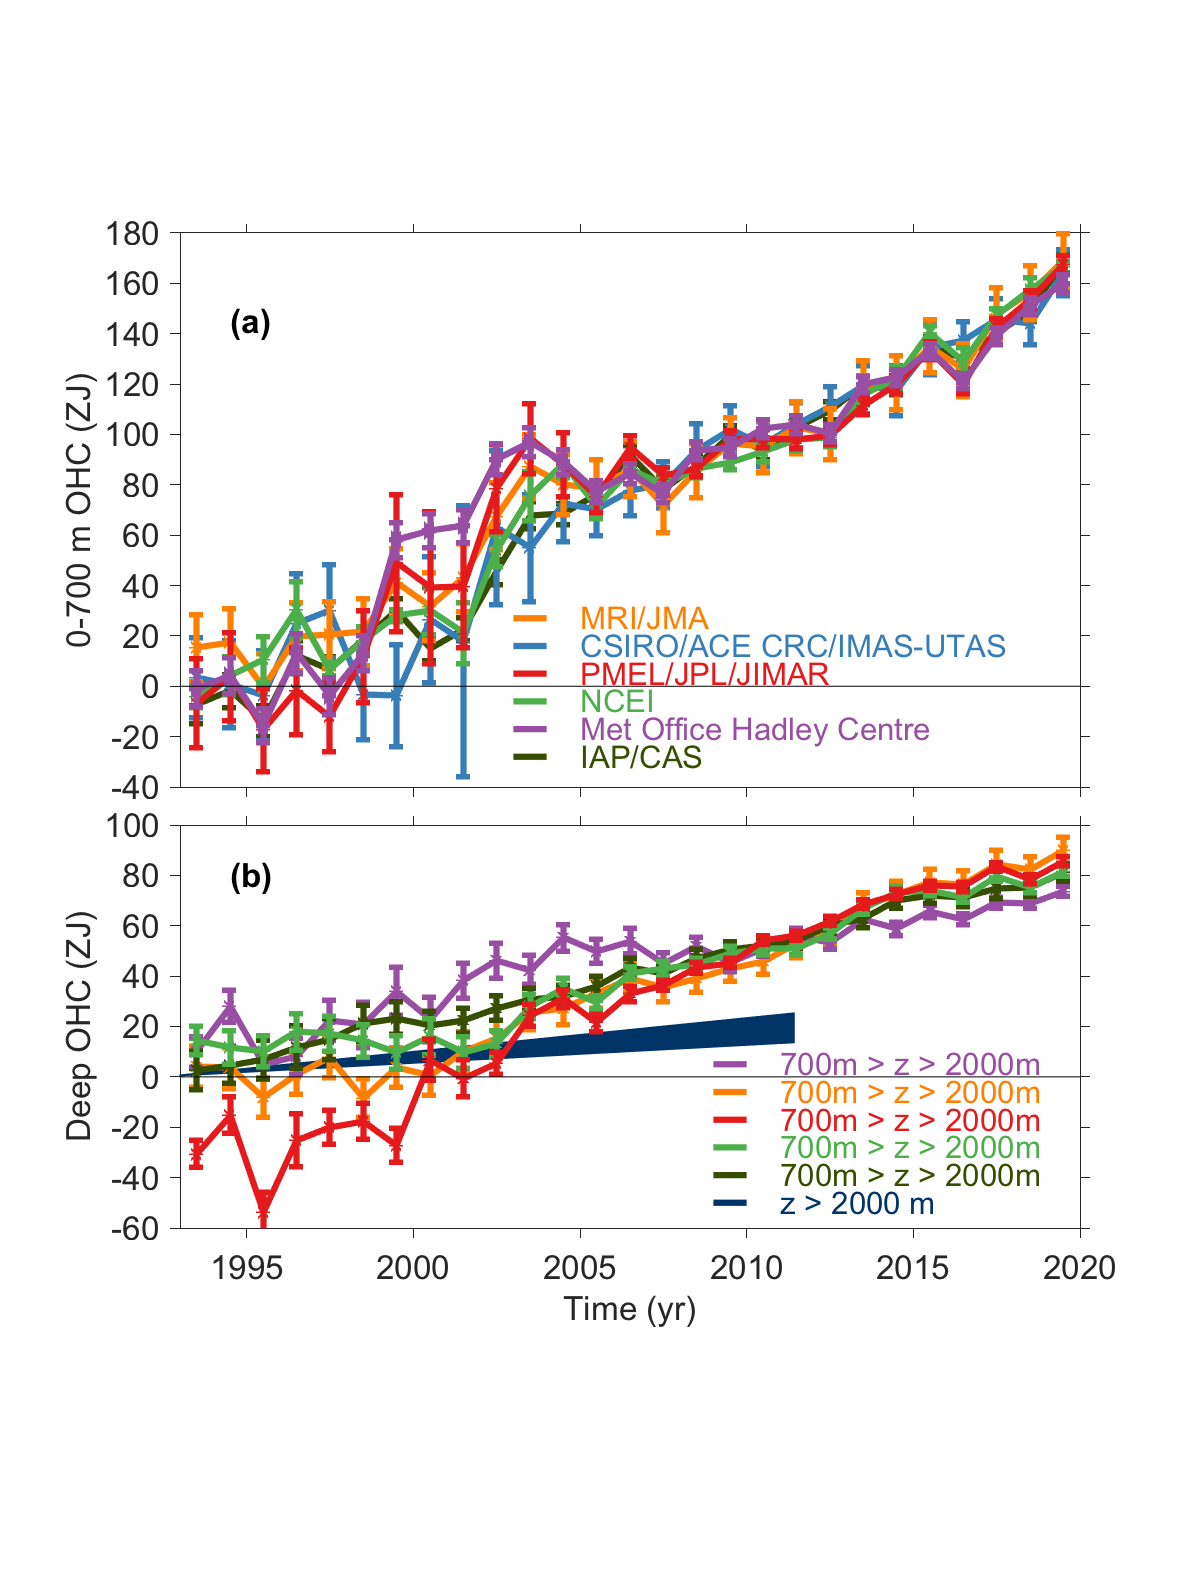 180
160
140
120
100
80
60
40
20
0
-20
-40
0-700 m OHC (ZJ)
(a)
MRI/JMA
CSIRO/ACE CRC/IMAS-UTAS
PMEL/JPL/JIMAR
NCEI
Met Office Hadley Centre
IAP/CAS
100
80
60
40
20
0
-20
-40
-60
Deep OHC (ZJ)
(b)
700m > z > 2000m
700m > z > 2000m
700m > z > 2000m
700m > z > 2000m
700m > z > 2000m
z > 2000 m
1995 2000 2005 2010 2015 2020
Time (yr)